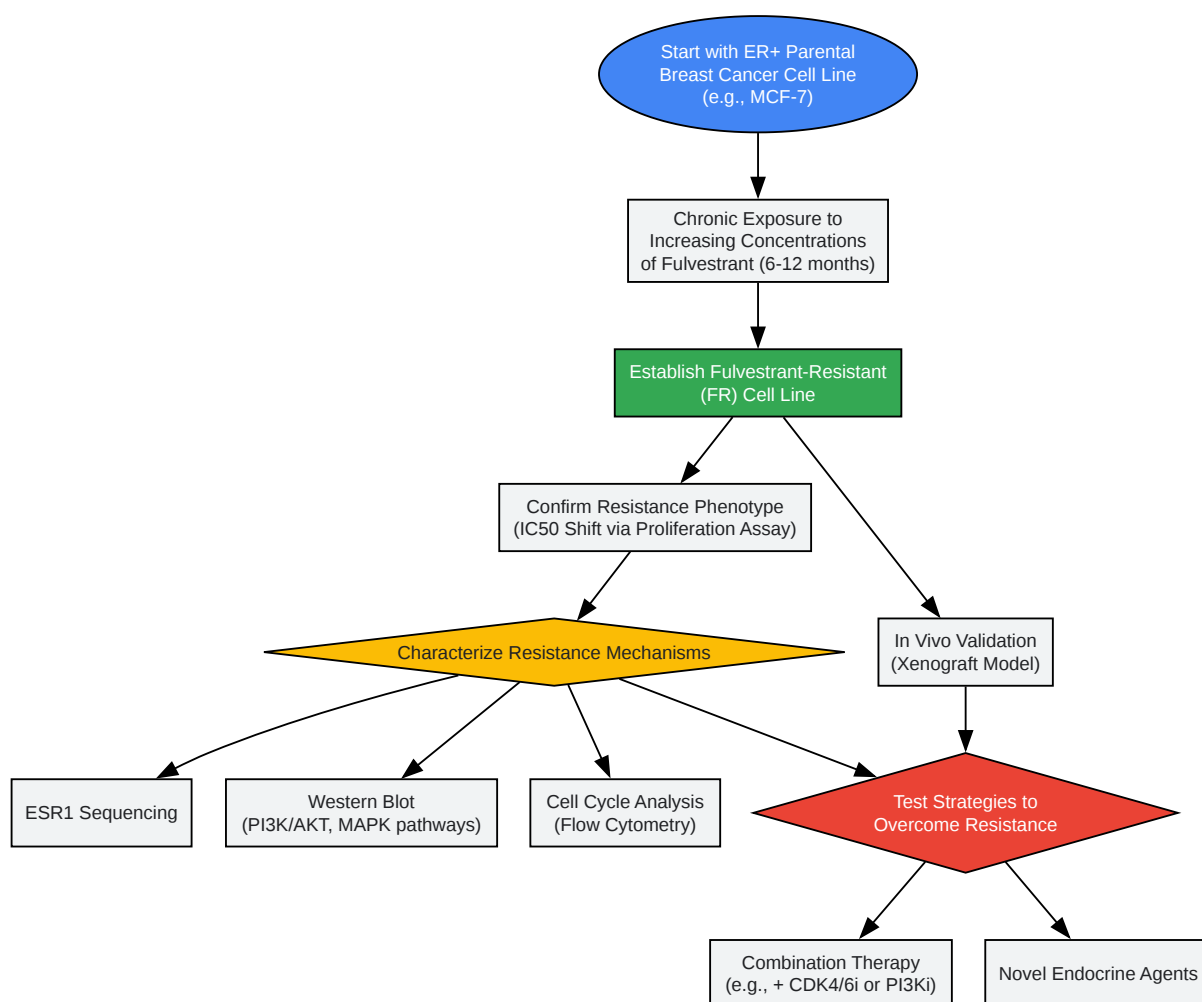 Start with ER+ Parental
Breast Cancer Cell Line
(e.g., MCF-7)
Chronic Exposure to
Increasing Concentrations
of Fulvestrant (6-12 months)
Establish Fulvestrant-Resistant
(FR) Cell Line
Confirm Resistance Phenotype
(IC50 Shift via Proliferation Assay)
Characterize Resistance Mechanisms
In Vivo Validation
(Xenograft Model)
ESR1 Sequencing
Western Blot
(PI3K/AKT, MAPK pathways)
Cell Cycle Analysis
(Flow Cytometry)
Test Strategies to
Overcome Resistance
Combination Therapy
(e.g., + CDK4/6i or PI3Ki)
Novel Endocrine Agents